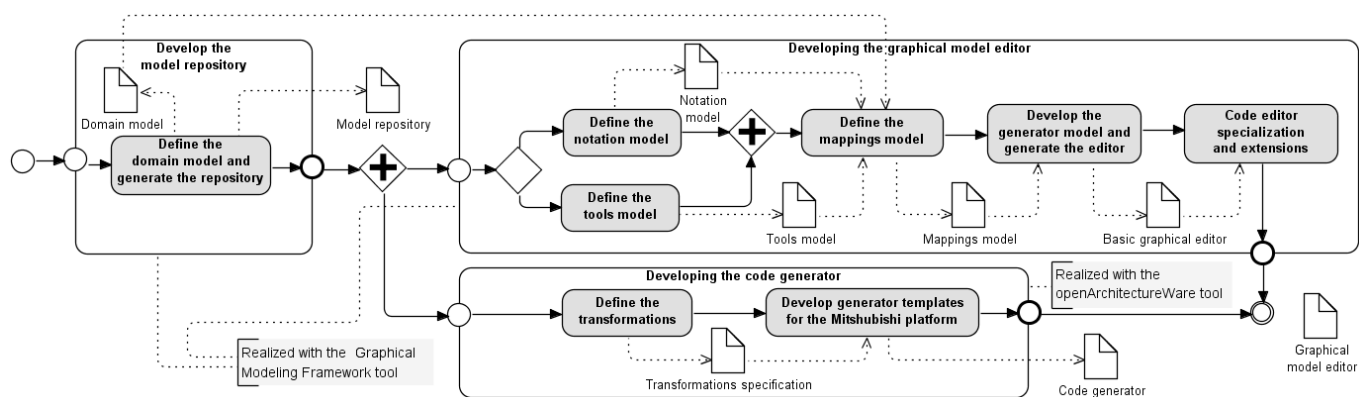 Develop the
model repository
Domain model
Model repository
Define the
domain model and
generate the repository
Developing the graphical model editor
Notation
model
Define the
notation model
Define the
tools model
Tools model
Define the
mappings model
Mappings model
Develop the
generator model and
generate the editor
Basic graphical editor
Code editor
specialization
and extensions
Developing the code generator
Define the
transformations
Transformations specification
Develop generator templates
for the Mitshubishi platform
Code generator
Realized with the
openArchitectureWare tool
Graphical
model editor
Realized with the Graphical
Modeling Framework tool